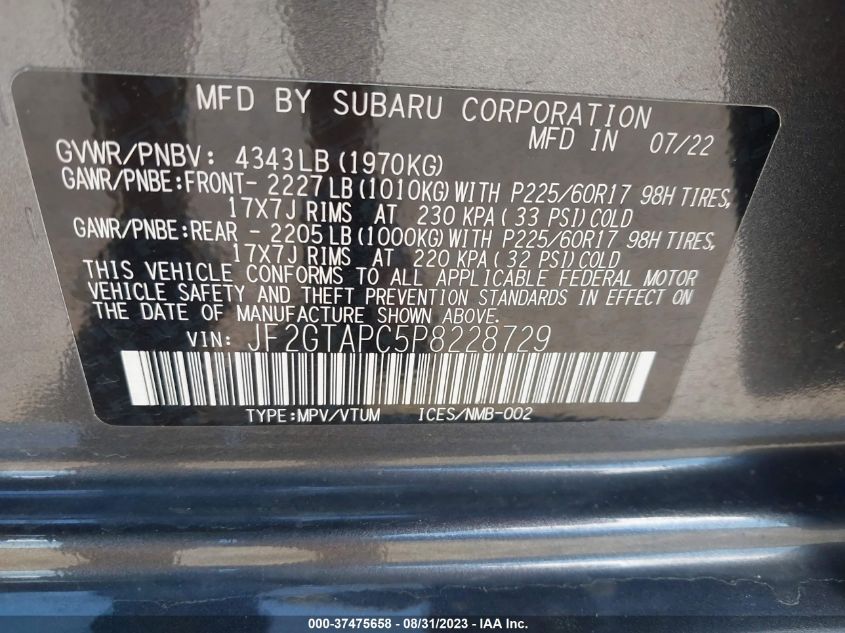 MFD BY SUBARU CORPORATION
MFD IN 07/22
GVWR/PNBV: 4343LB (1970KG)
GAWR/PNBE:FRONT- 2227LB(1010KG)WITH P225/60R17 98H TIRES,
17X7J RIMS AT 230 KPA( 33 PSI)COLD
GAWR/PNBE:REAR - 2205LB(1000KG)WITH P225/60R17 98H TIRES,
17X7J RIMS AT 220 KPA( 32 PSI)COLD
THIS VEHICLE CONFORMS TO ALL APPLICABLE FEDERAL MOTOR
VEHICLE SAFETY AND THEFT PREVENTION STANDARDS IN EFFECT ON
THE DATE OF MANUFACTURE SHOWN ABOVE.
VIN: JF2GTAPC5P8228729
TYPE:MPV/VTUM ICES/NMB-002
000-37475658 - 08/31/2023 - IAA Inc.